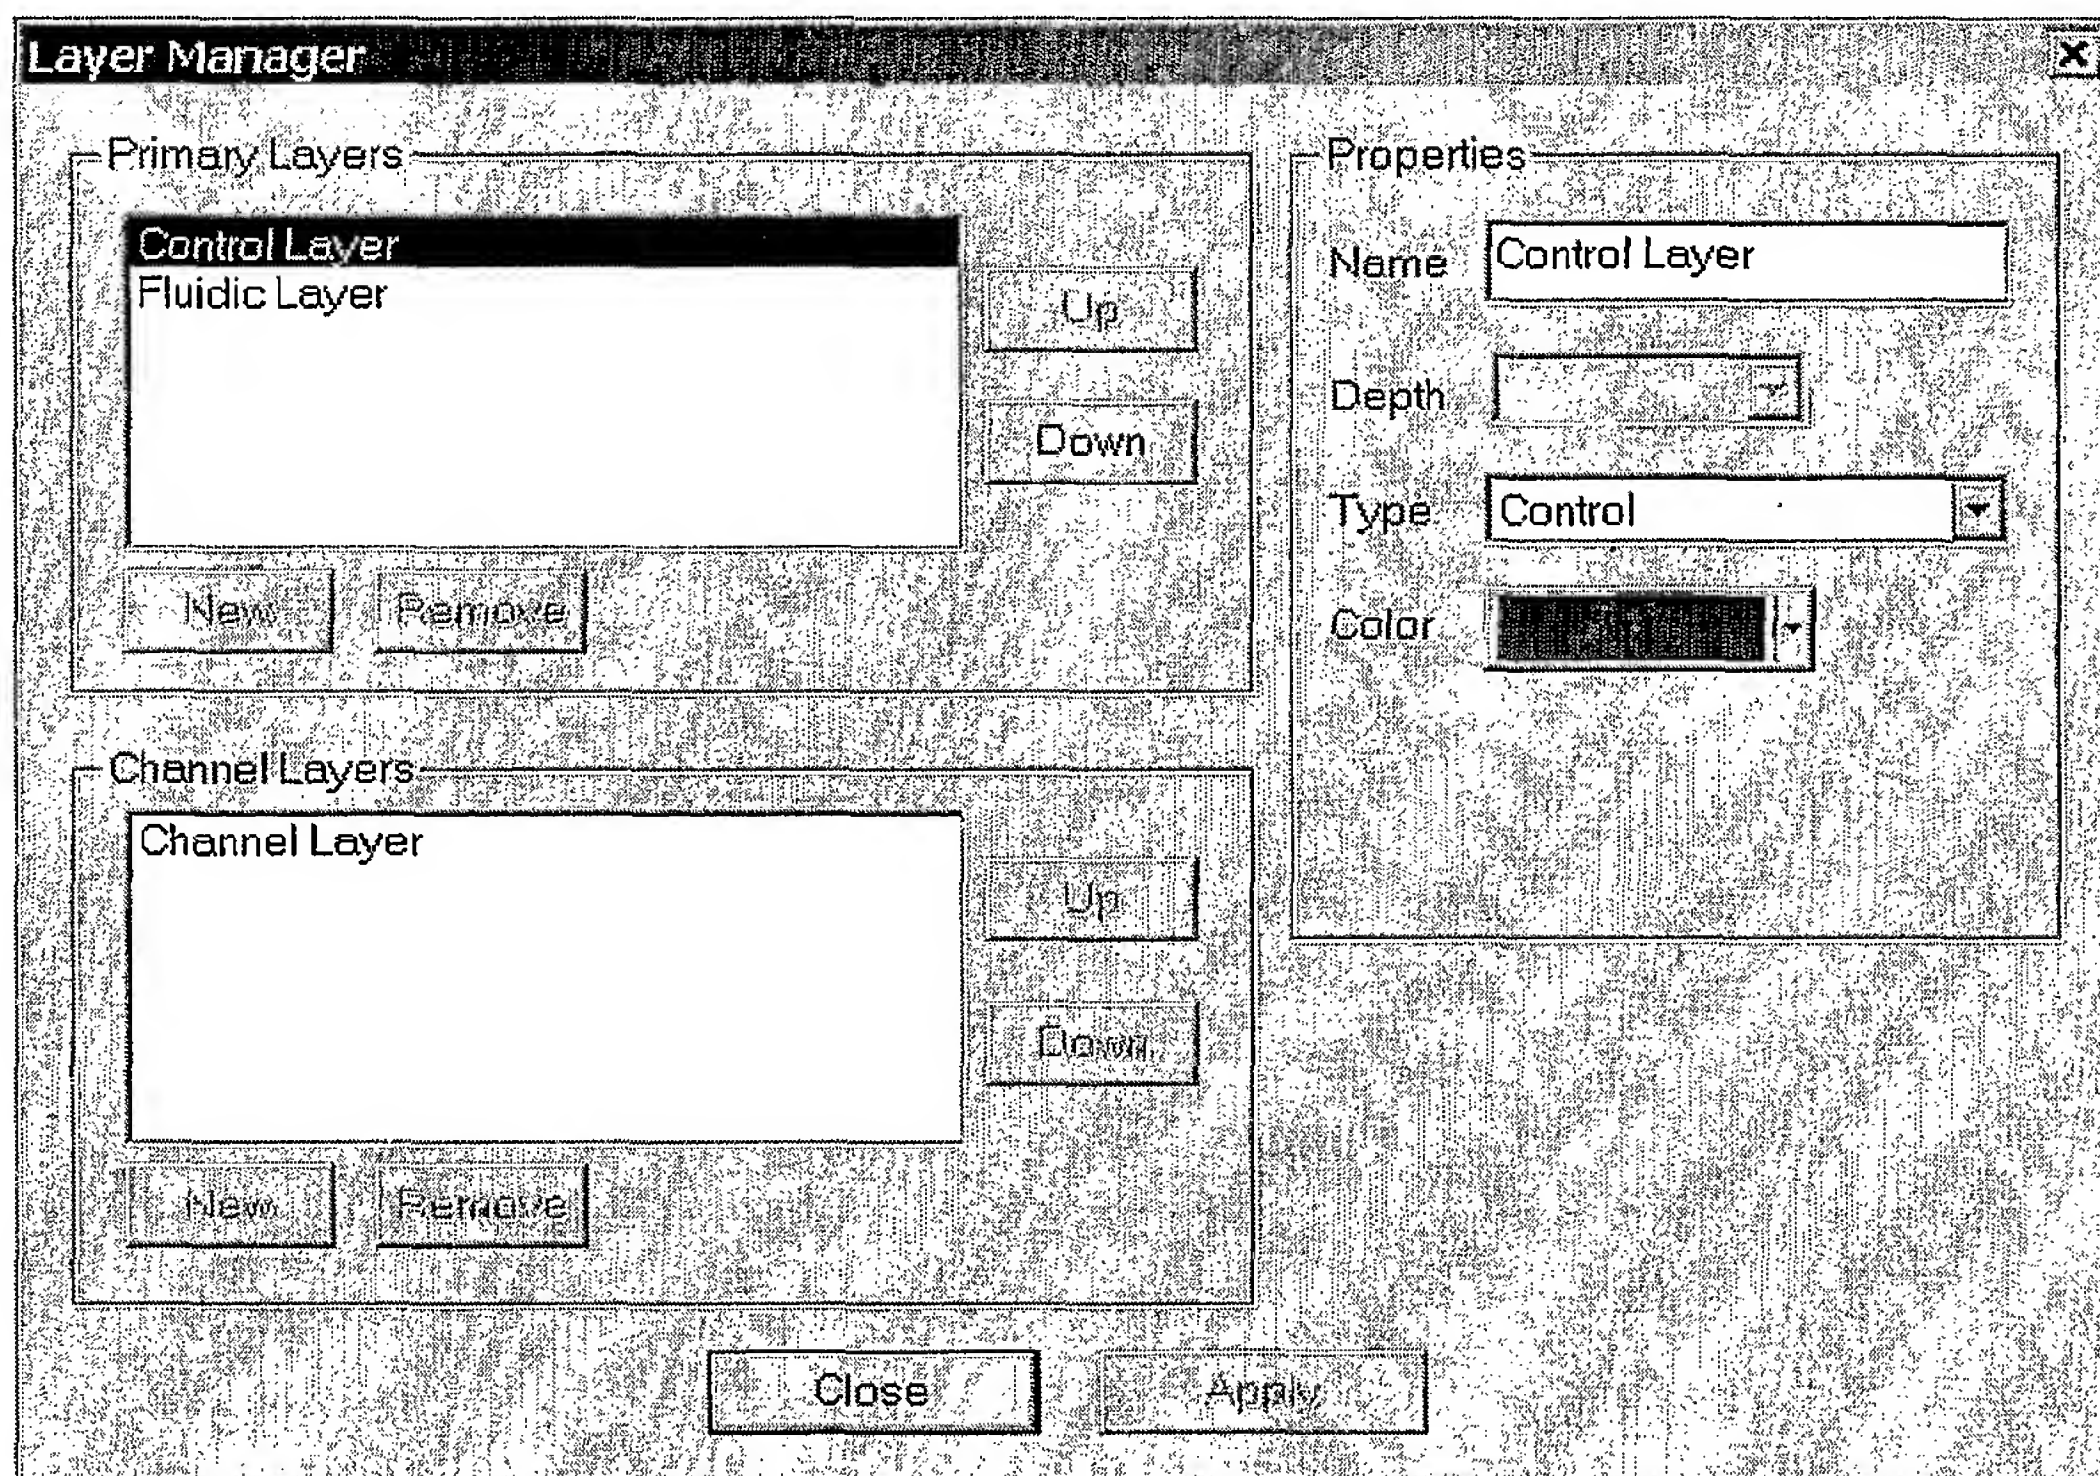 Layer Manager
Primary Layers
Control Layer
Fluidic Layer
Up
Down
New
Remove
Channel Layers
Channel Layer
Up
Down
New
Remove
Properties
Name
Control Layer
Depth
Type
Control
Color
Close
Apply